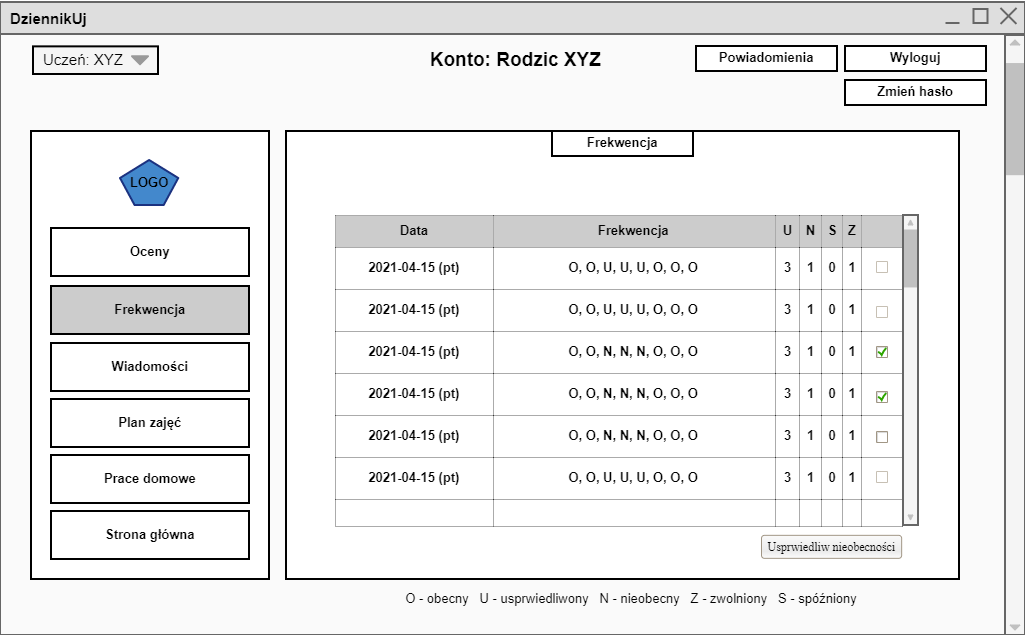 DziennikUj
Uczeń: XYZ
Konto: Rodzic XYZ
Powiadomienia
Wyloguj
Zmień hasło
LOGO
Oceny
Frekwencja
Wiadomości
Plan zajęć
Prace domowe
Strona główna
Frekwencja
Data Frekwencja U N S Z
2021-04-15 (pt) O, O, U, U, U, O, O, O 3 1 0 1
2021-04-15 (pt) O, O, U, U, U, O, O, O 3 1 0 1
2021-04-15 (pt) O, O, N, N, N, O, O, O 3 1 0 1
2021-04-15 (pt) O, O, N, N, N, O, O, O 3 1 0 1
2021-04-15 (pt) O, O, N, N, N, O, O, O 3 1 0 1
2021-04-15 (pt) O, O, U, U, U, O, O, O 3 1 0 1
Usprwiedliw nieobecności
O - obecny U - usprwiedliwony N - nieobecny Z - zwolniony S - spóźniony